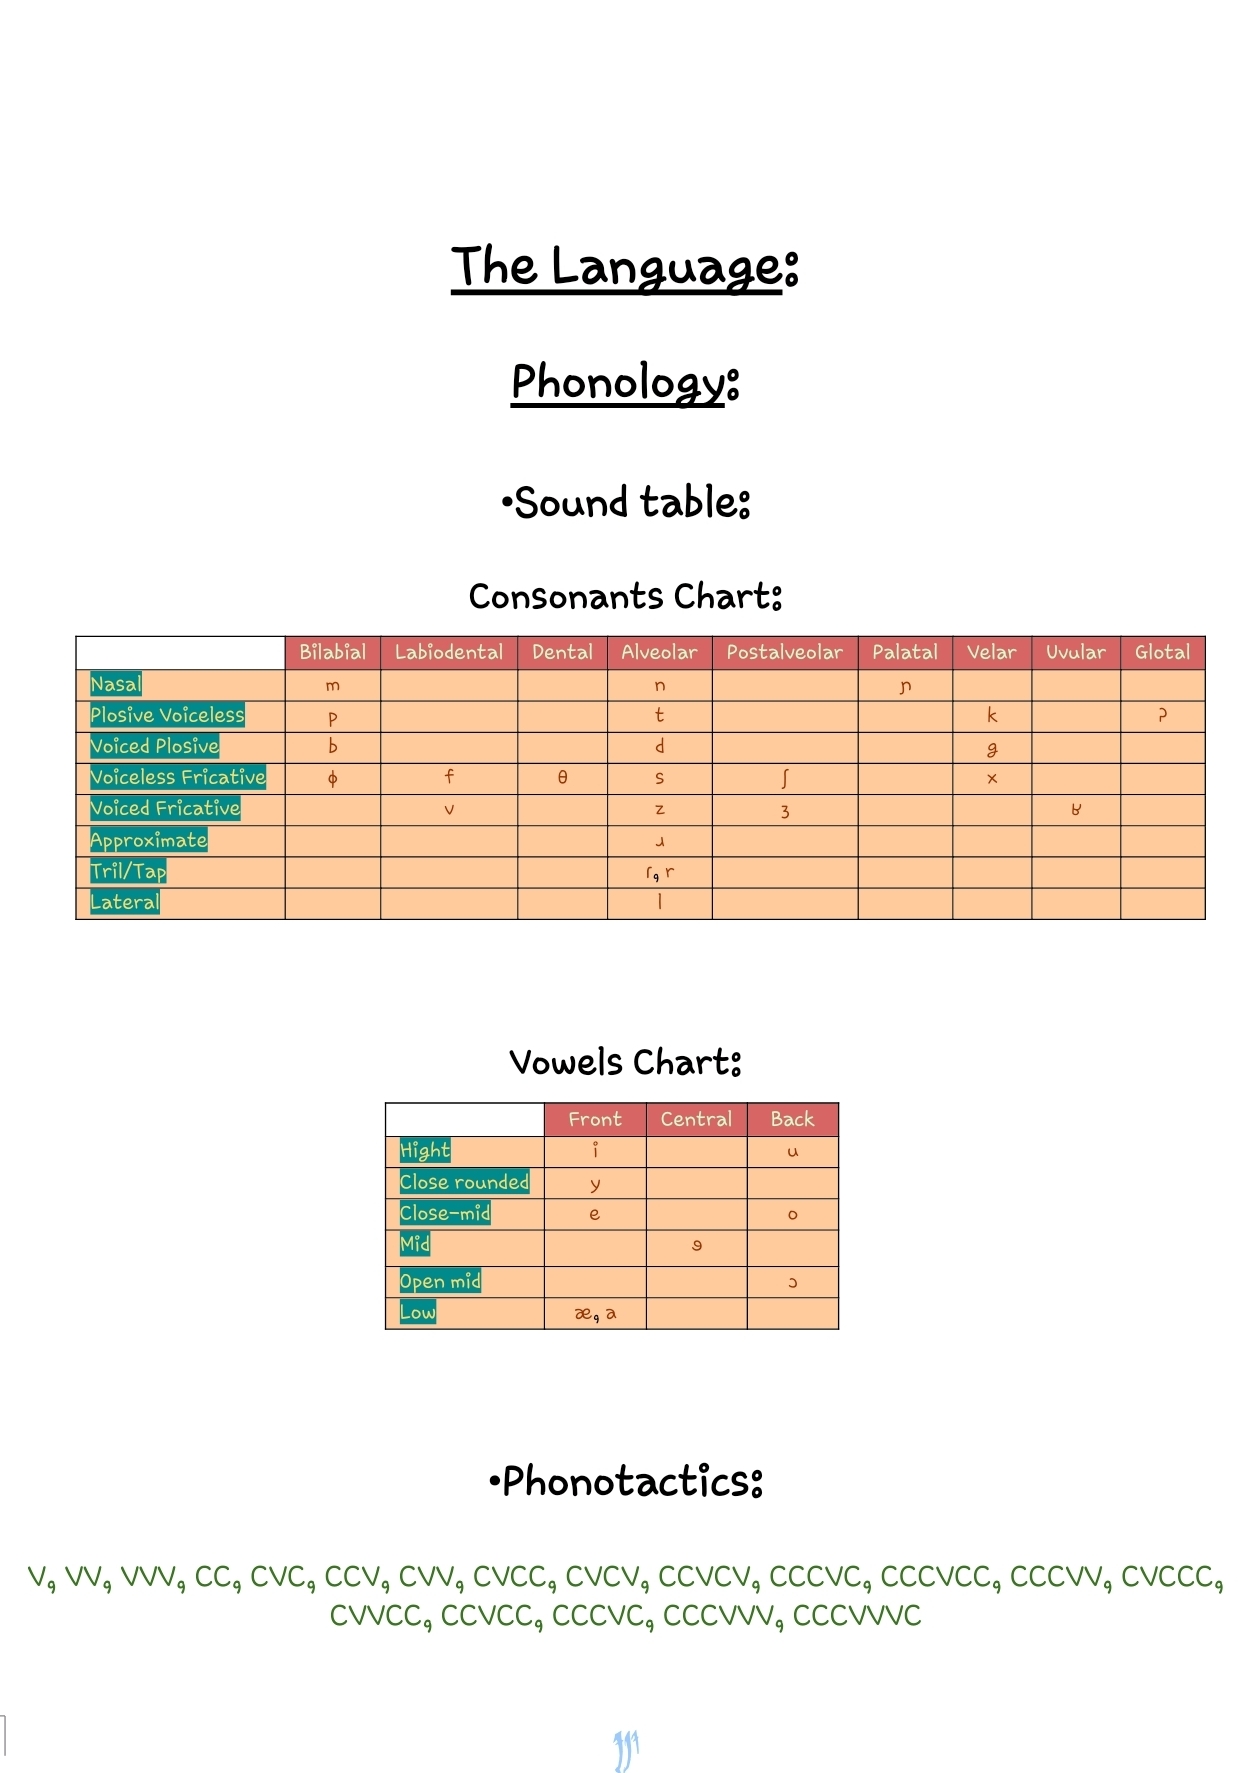 The Language:
Phonology:
•Sound table:
Consonants Chart:
Bilabial Labiodental Dental Alveolar Postalveolar Palatal Velar Uvular Glotal
Nasal m n ɲ
Plosive Voiceless p t k ʔ
Voiced Plosive b d g
Voiceless Fricative ɸ f θ s ʃ x
Voiced Fricative v z ʒ ʁ
Approximate ɹ
Tril/Tap ɾ, r
Lateral l
Vowels Chart:
Front Central Back
Hight i u
Close rounded y
Close-mid e o
Mid ɘ
Open mid ɔ
Low æ, a
•Phonotactics:
V, VV, VVV, CC, CVC, CCV, CVV, CVCC, CVCV, CCVCV, CCCVC, CCCVCC, CCCVV, CVCCC,
CVVCC, CCVCC, CCCVC, CCCVVV, CCCVVVC